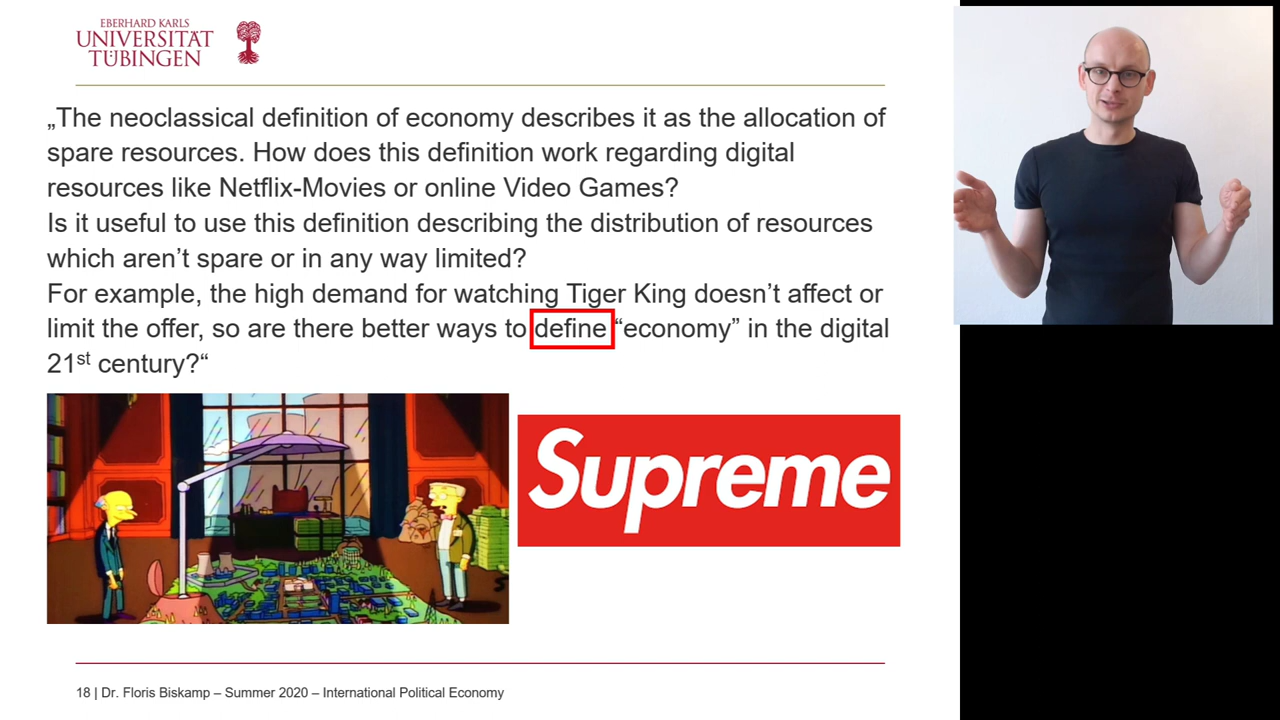 EBERHARD KARLS
UNIVERSITÄT
TÜBINGEN
„The neoclassical definition of economy describes it as the allocation of
spare resources. How does this definition work regarding digital
resources like Netflix-Movies or online Video Games?
Is it useful to use this definition describing the distribution of resources
which aren’t spare or in any way limited?
For example, the high demand for watching Tiger King doesn’t affect or
limit the offer, so are there better ways to define “economy” in the digital
21st century?“
Supreme
18 | Dr. Floris Biskamp – Summer 2020 – International Political Economy